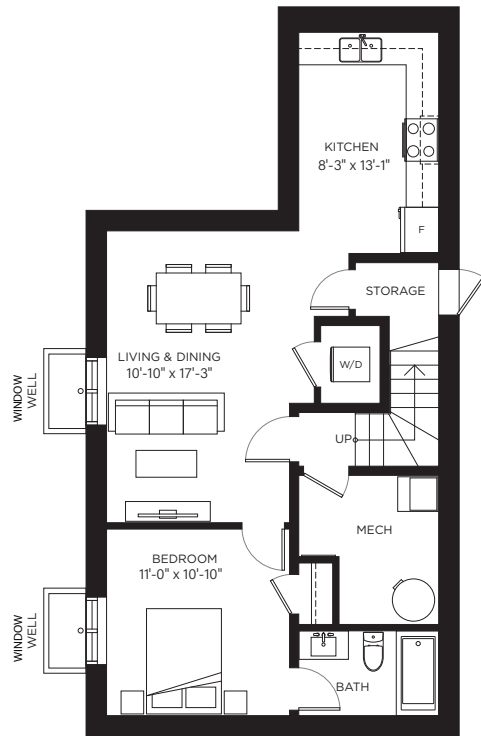 KITCHEN
8'-3" x 13'-1"
F
STORAGE
W/D
LIVING & DINING
10'-10" x 17'-3"
WINDOW
WELL
UP
MECH
BEDROOM
11'-0" x 10'-10"
WINDOW
WELL
BATH